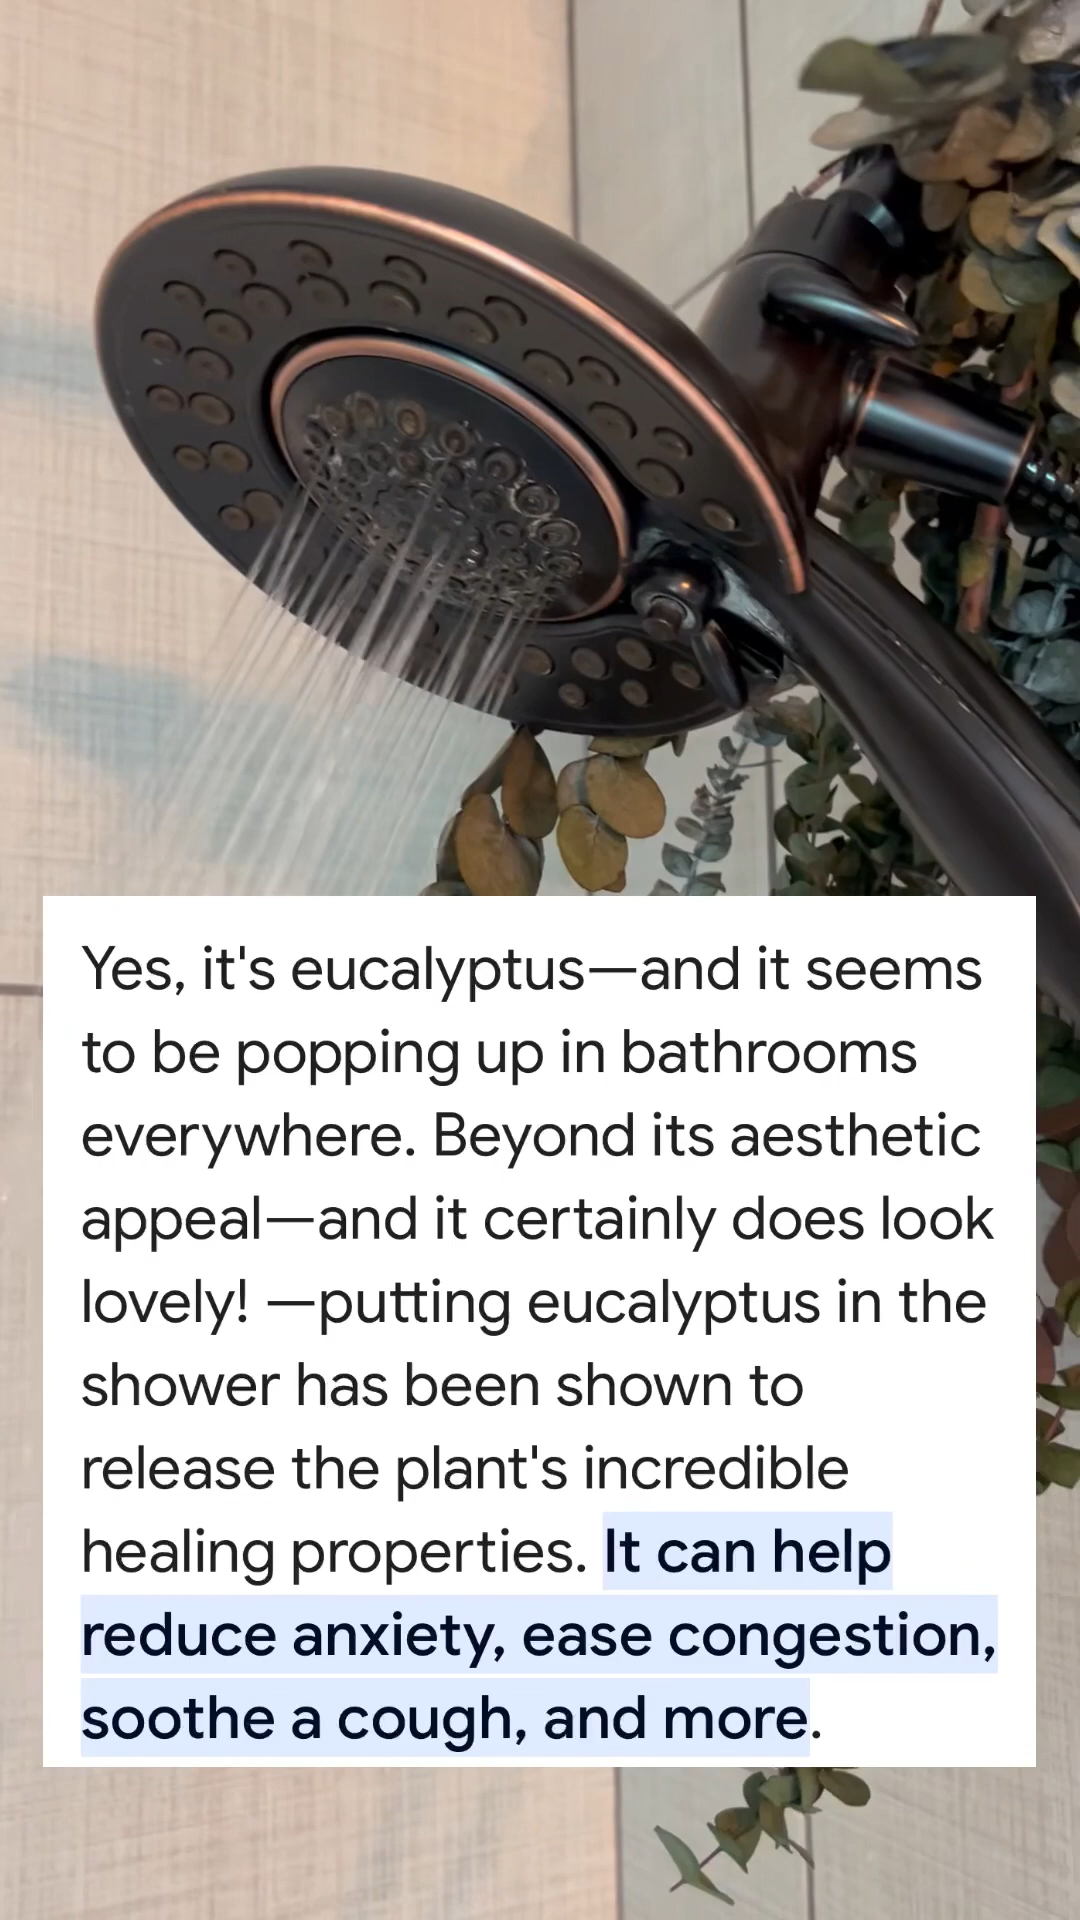 Yes, it's eucalyptus—and it seems
to be popping up in bathrooms
everywhere. Beyond its aesthetic
appeal—and it certainly does look
lovely! —putting eucalyptus in the
shower has been shown to
release the plant's incredible
healing properties. It can help
reduce anxiety, ease congestion,
soothe a cough, and more.